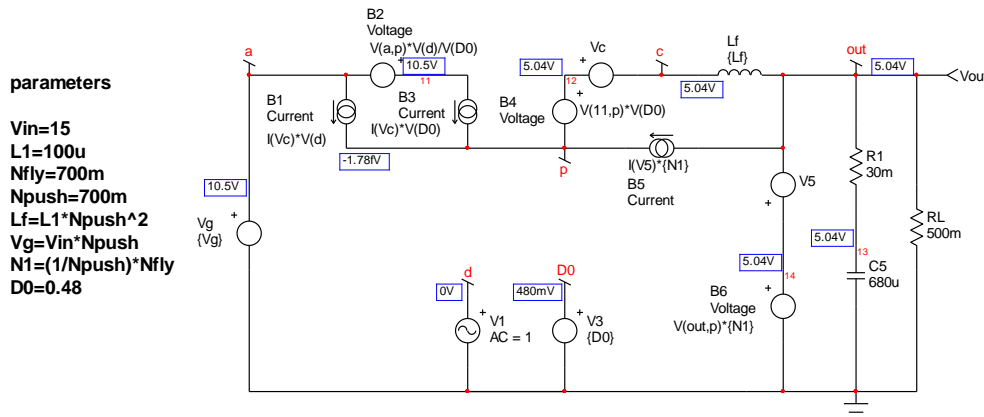 parameters
Vin=15
L1=100u
Nfly=700m
Npush=700m
Lf=L1*Npush^2
Vg=Vin*Npush
N1=(1/Npush)*Nfly
D0=0.48
a
B2
Voltage
V(a,p)*V(d)/V(D0)
10.5V
11
B1
Current
I(Vc)*V(d)
B3
Current
I(Vc)*V(D0)
-1.78fV
5.04V
12
Vc
B4
Voltage
V(11,p)*V(D0)
c
5.04V
Lf
{Lf}
out
5.04V
Vou
p
I(V5)*{N1}
B5
Current
V5
R1
30m
RL
500m
10.5V
Vg
{Vg}
d
0V
V1
AC = 1
D0
480mV
V3
{D0}
5.04V
14
B6
Voltage
V(out,p)*{N1}
5.04V
13
C5
680u